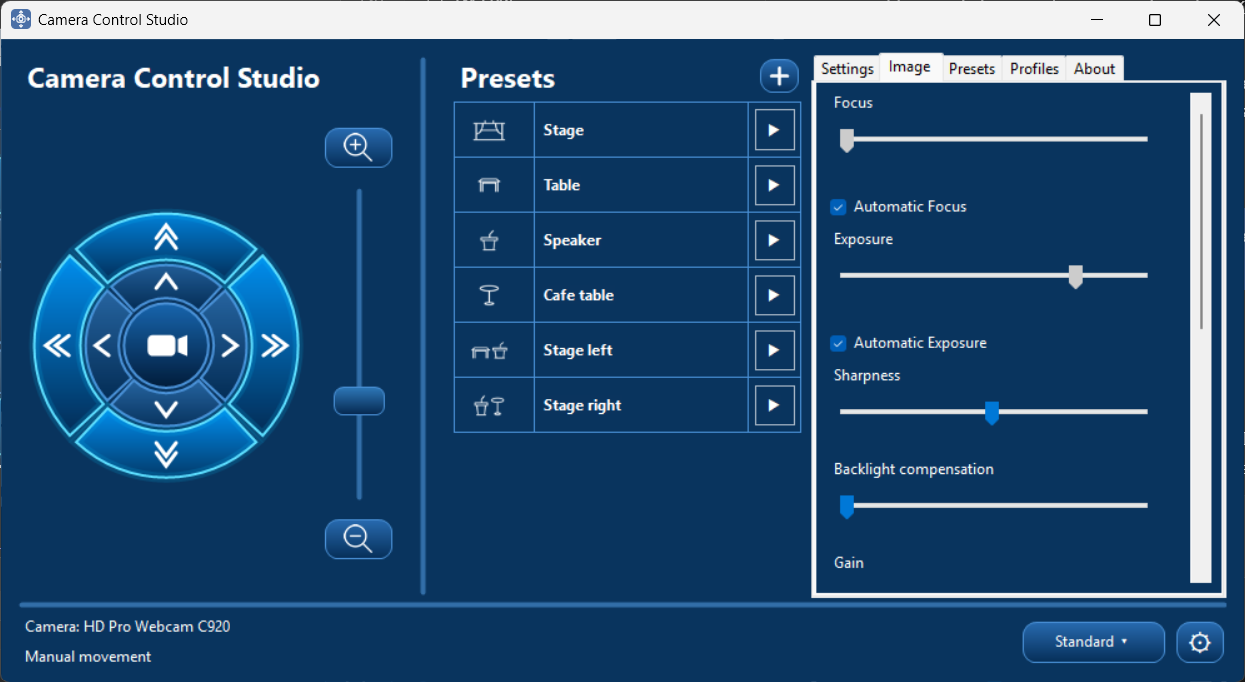 Camera Control Studio
Camera Control Studio
Presets
Stage
Table
Speaker
Cafe table
Stage left
Stage right
Settings Image Presets Profiles About
Focus
Automatic Focus
Exposure
Automatic Exposure
Sharpness
Backlight compensation
Gain
Camera: HD Pro Webcam C920
Manual movement
Standard